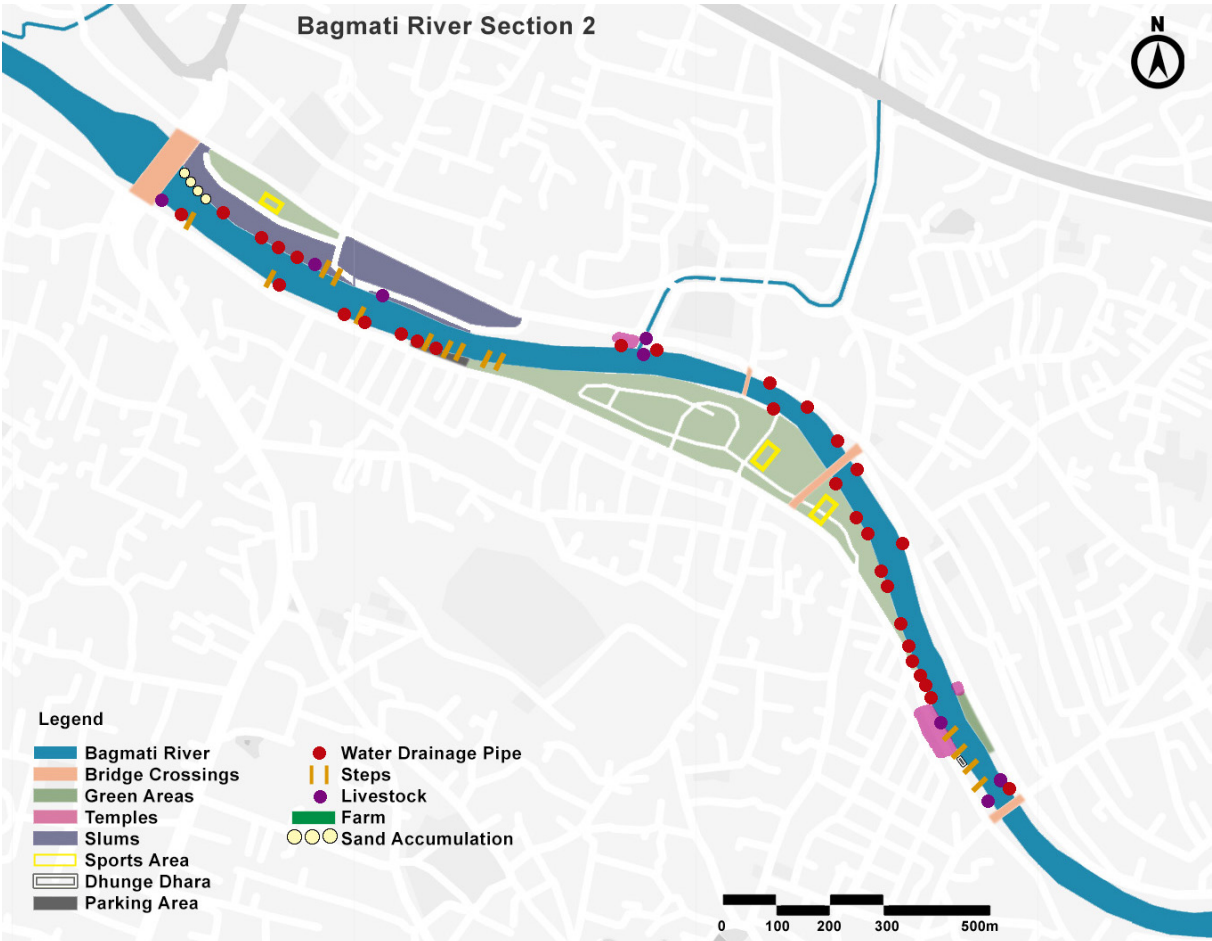 Bagmati River Section 2
N
Legend
Bagmati River
Bridge Crossings
Green Areas
Temples
Slums
Sports Area
Dhunge Dhara
Parking Area
Water Drainage Pipe
Steps
Livestock
Farm
Sand Accumulation
0 100 200 300 500m